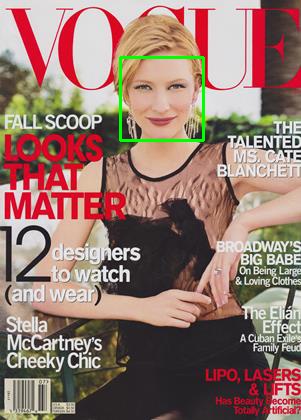 VOGUE
FALL SCOOP
LOOKS
THAT
MATTER
12 designers
to watch
(and wear)
Stella
McCartney's
Cheeky Chic
THE
TALENTED
MS. CATE
BLANCHETT
BROADWAY'S
BIG BABE
On Being Large
& Loving Clothes
The Elián
Effect
A Cuban Exile's
Family Feud
LIPO, LASERS
& LIFTS
Has Beauty Become
Totally Artificial?
07>